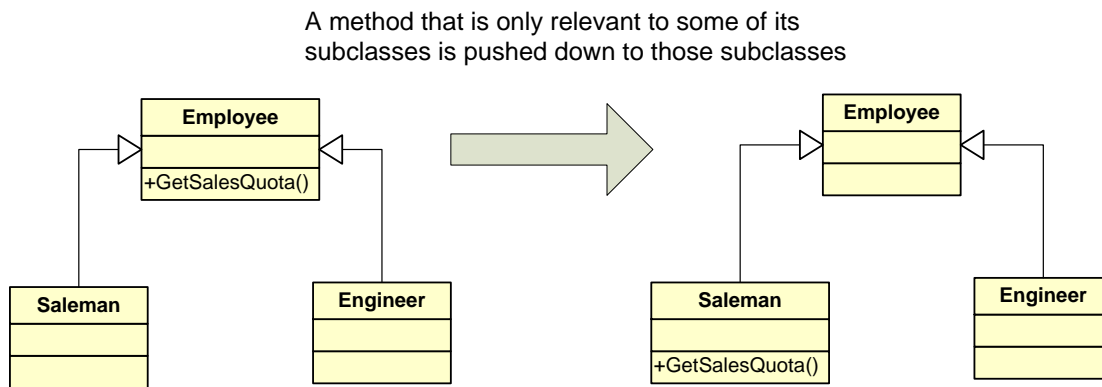 A method that is only relevant to some of its
subclasses is pushed down to those subclasses
Employee
+GetSalesQuota()
Saleman
Engineer
Employee
Saleman
+GetSalesQuota()
Engineer